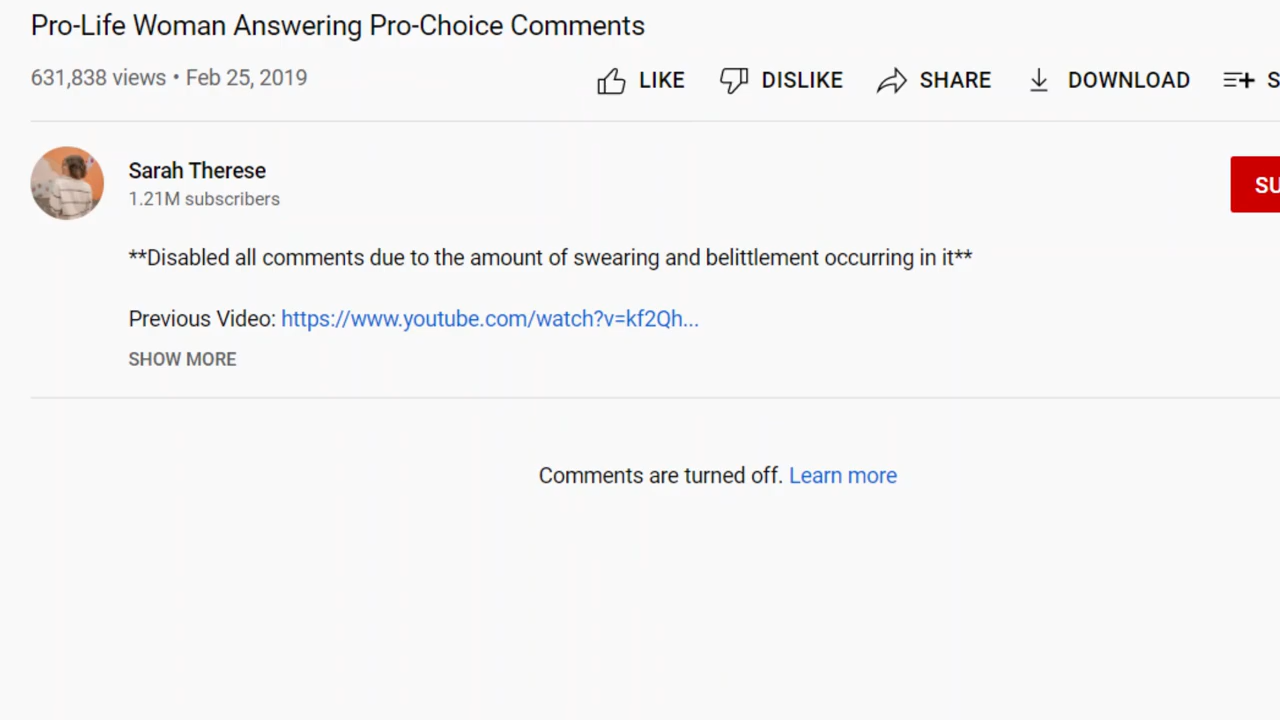 Pro-Life Woman Answering Pro-Choice Comments
631,838 views • Feb 25, 2019
LIKE DISLIKE SHARE DOWNLOAD S
Sarah Therese
1.21M subscribers
SU
**Disabled all comments due to the amount of swearing and belittlement occurring in it**
Previous Video: https://www.youtube.com/watch?v=kf2Qh...
SHOW MORE
Comments are turned off. Learn more